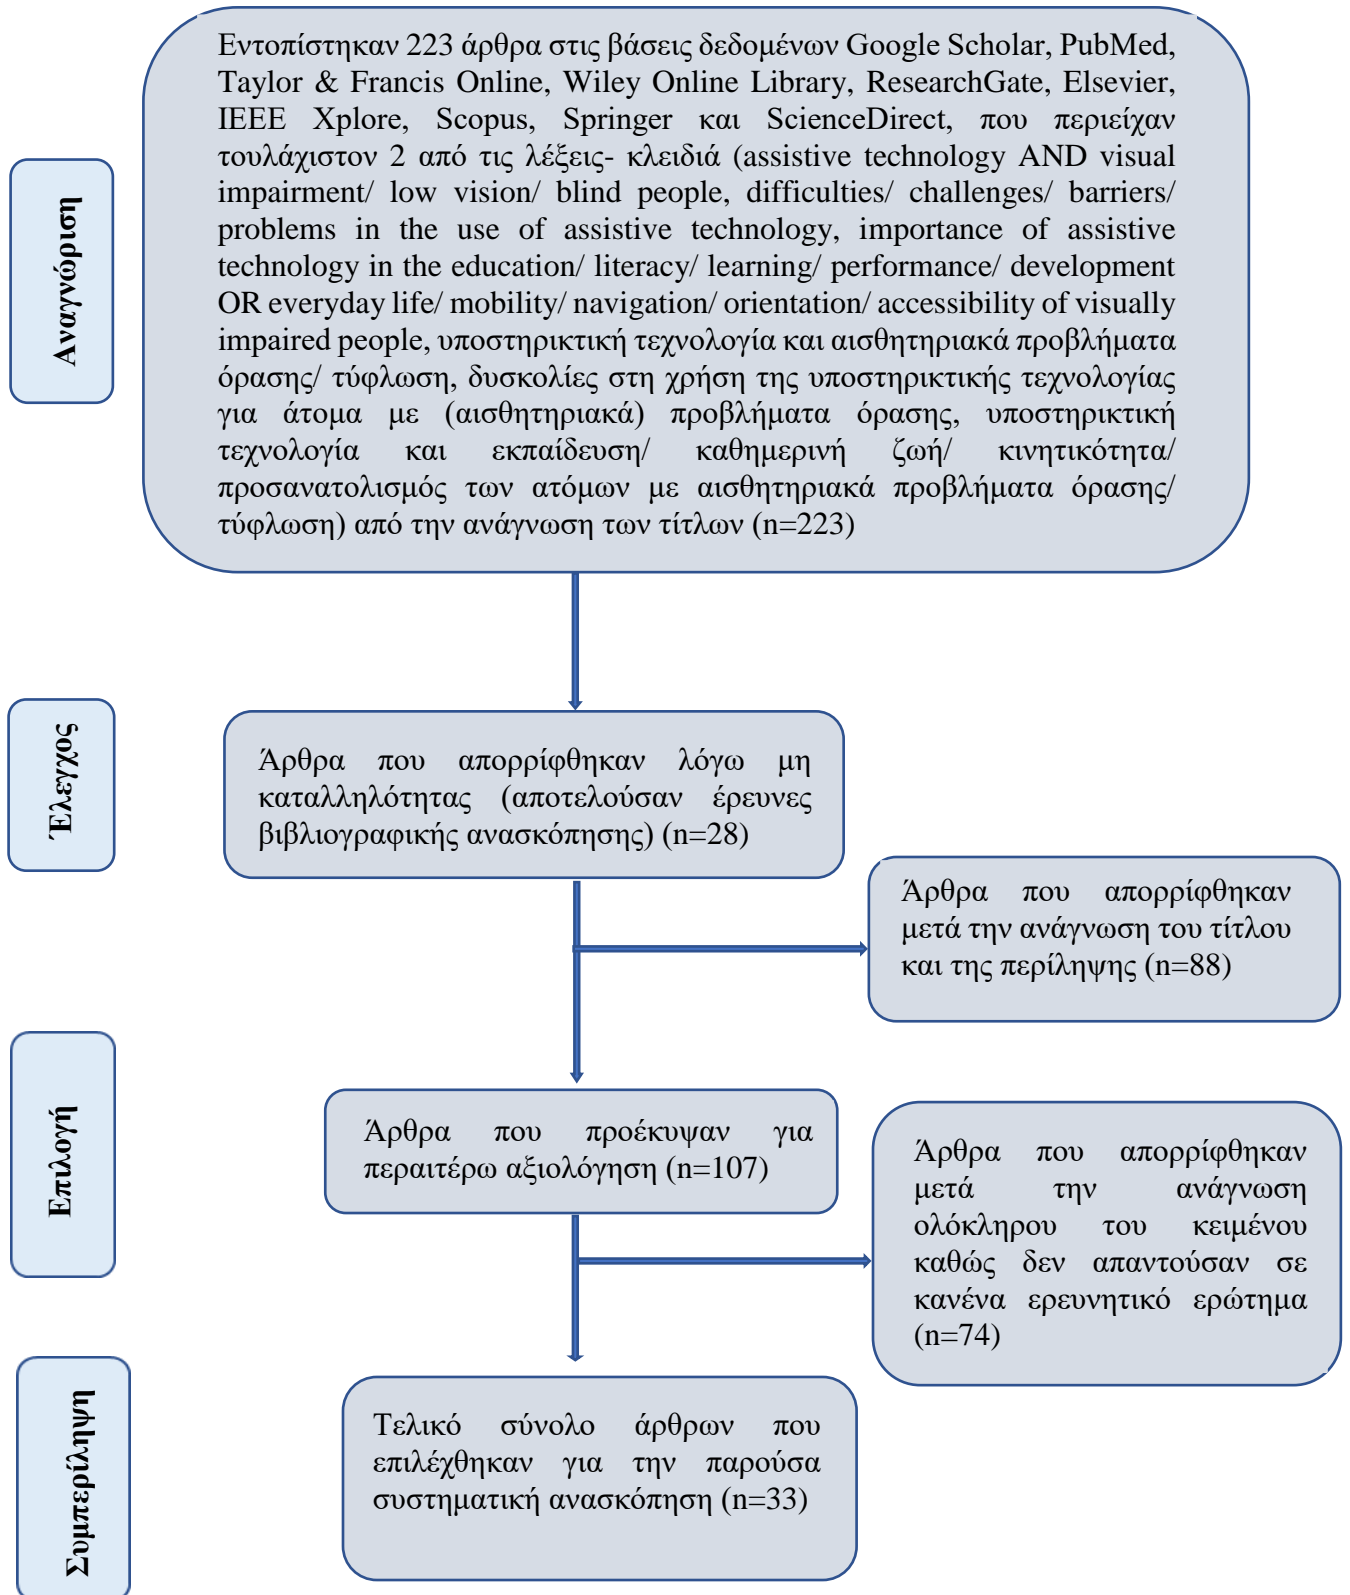 Εντοπίστηκαν 223 άρθρα στις βάσεις δεδομένων Google Scholar, PubMed,
Taylor & Francis Online, Wiley Online Library, ResearchGate, Elsevier,
IEEE Xplore, Scopus, Springer και ScienceDirect, που περιείχαν
τουλάχιστον 2 από τις λέξεις- κλειδιά (assistive technology AND visual
impairment/ low vision/ blind people, difficulties/ challenges/ barriers/
problems in the use of assistive technology, importance of assistive
technology in the education/ literacy/ learning/ performance/ development
OR everyday life/ mobility/ navigation/ orientation/ accessibility of visually
impaired people, υποστηρικτική τεχνολογία και αισθητηριακά προβλήματα
όρασης/ τύφλωση, δυσκολίες στη χρήση της υποστηρικτικής τεχνολογίας
για άτομα με (αισθητηριακά) προβλήματα όρασης, υποστηρικτική
τεχνολογία και εκπαίδευση/ καθημερινή ζωή/ κινητικότητα/
προσανατολισμός των ατόμων με αισθητηριακά προβλήματα όρασης/
τύφλωση) από την ανάγνωση των τίτλων (n=223)
Αναγνώριση
Έλεγχος
Άρθρα που απορρίφθηκαν λόγω μη
καταλληλότητας (αποτελούσαν έρευνες
βιβλιογραφικής ανασκόπησης) (n=28)
Άρθρα που απορρίφθηκαν
μετά την ανάγνωση του τίτλου
και της περίληψης (n=88)
Επιλογή
Άρθρα που προέκυψαν για
περαιτέρω αξιολόγηση (n=107)
Άρθρα που απορρίφθηκαν
μετά την ανάγνωση
ολόκληρου του κειμένου
καθώς δεν απαντούσαν σε
κανένα ερευνητικό ερώτημα
(n=74)
Συμπερίληψη
Τελικό σύνολο άρθρων που
επιλέχθηκαν για την παρούσα
συστηματική ανασκόπηση (n=33)